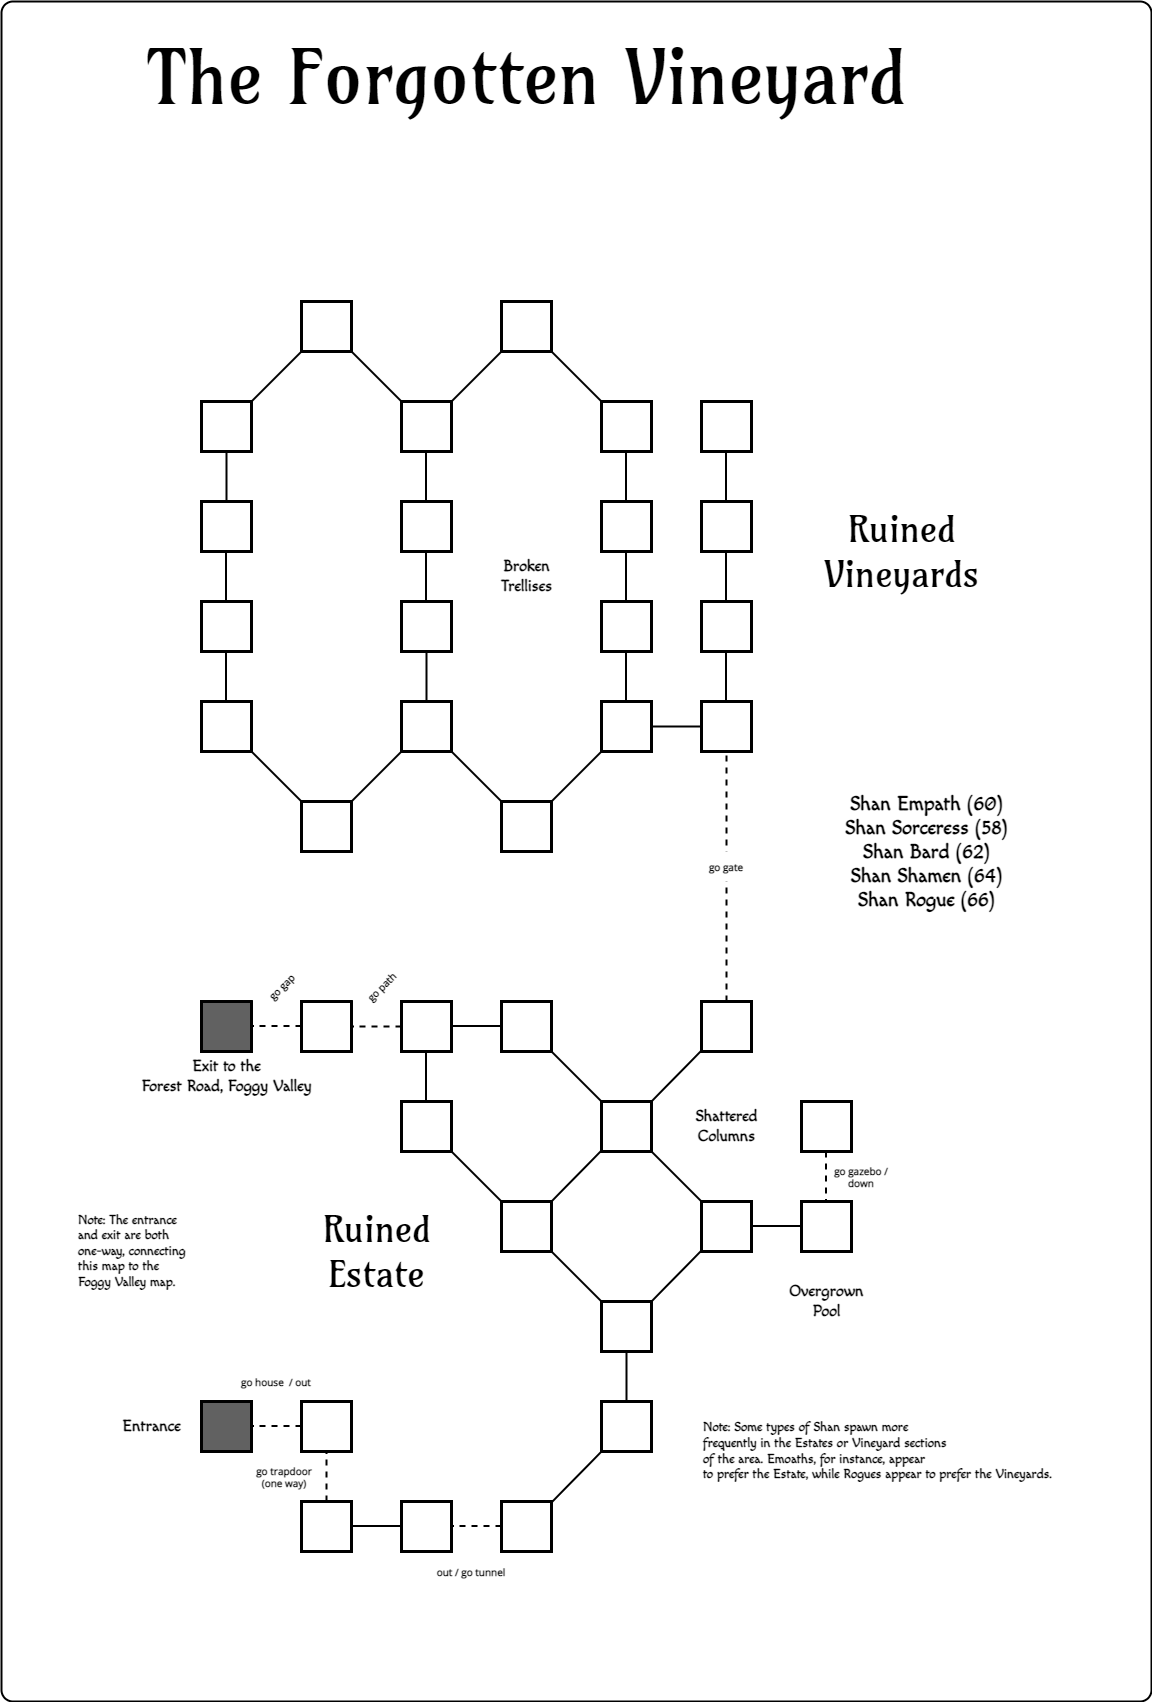 The Forgotten Vineyard
Ruined
Vineyards
Broken
Trellises
Shan Empath (60)
Shan Sorceress (58)
Shan Bard (62)
Shan Shamen (64)
Shan Rogue (66)
go gate
go gap
go path
Exit to the
Forest Road, Foggy Valley
Shattered
Columns
go gazebo /
down
Note: The entrance
and exit are both
one-way, connecting
this map to the
Foggy Valley map.
Ruined
Estate
Overgrown
Pool
go house / out
Entrance
Note: Some types of Shan spawn more
frequently in the Estates or Vineyard sections
of the area. Emoaths, for instance, appear
to prefer the Estate, while Rogues appear to prefer the Vineyards.
go trapdoor
(one way)
out / go tunnel